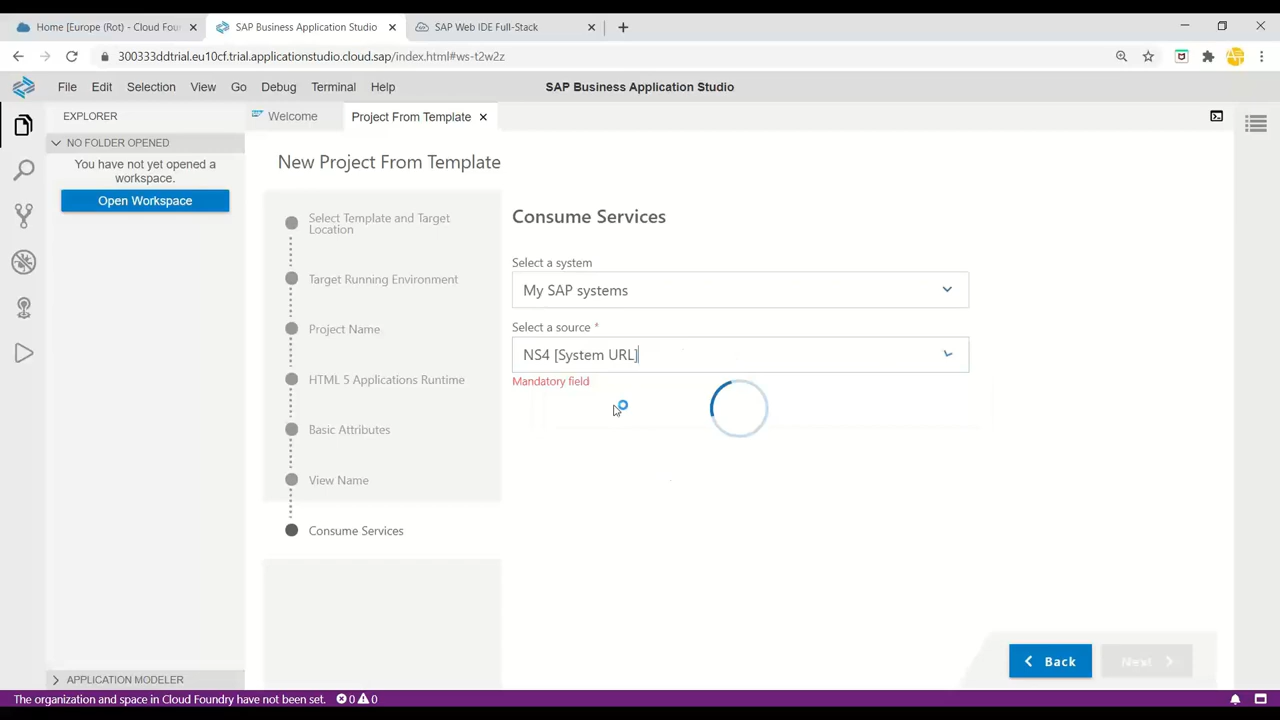 Home [Europe (Rot) - Cloud Foun
SAP Business Application Studio
SAP Web IDE Full-Stack
300333ddtrial.eu10cf.trial.applicationstudio.cloud.sap/index.html#ws-t2w2z
File Edit Selection View Go Debug Terminal Help
SAP Business Application Studio
EXPLORER
Welcome
Project From Template
NO FOLDER OPENED
You have not yet opened a
workspace.
Open Workspace
New Project From Template
Select Template and Target
Location
Target Running Environment
Project Name
HTML 5 Applications Runtime
Basic Attributes
View Name
Consume Services
Consume Services
Select a system
My SAP systems
Select a source *
NS4 [System URL]
Mandatory field
Back
Next
APPLICATION MODELER
The organization and space in Cloud Foundry have not been set. 0 0